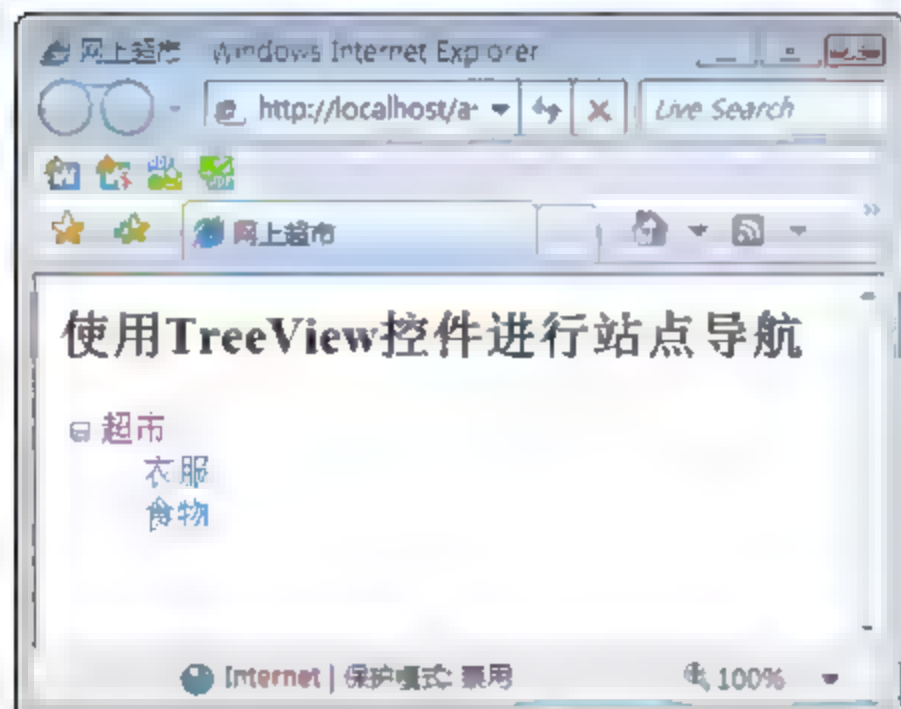 网上超市 Windows Internet Explorer
http://localhost/a
Live Search
网上超市
使用TreeView控件进行站点导航
超市
衣服
食物
Internet | 保护模式: 禁用
100%